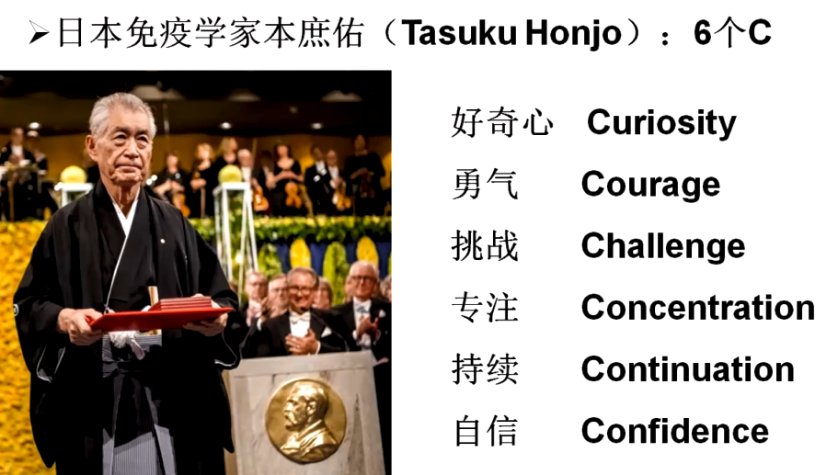 ➢日本免疫学家本庶佑（Tasuku Honjo）：6个C
好奇心 Curiosity
勇气 Courage
挑战 Challenge
专注 Concentration
持续 Continuation
自信 Confidence